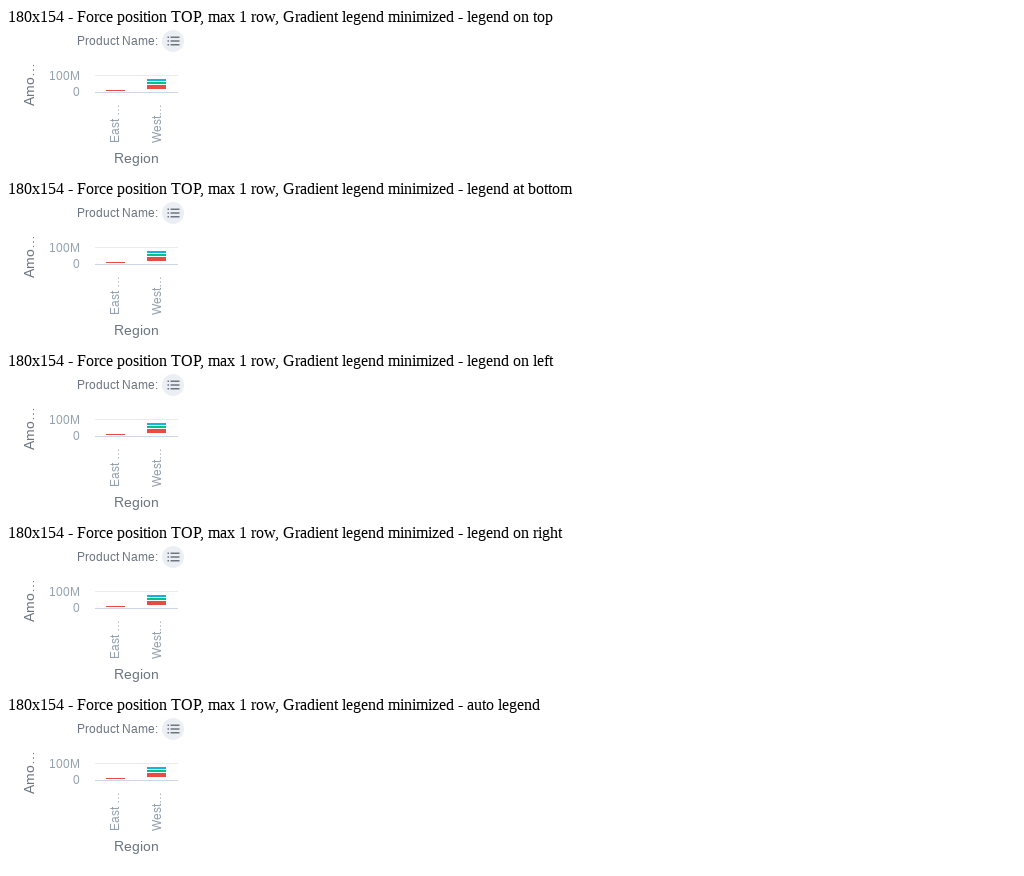 180x154 - Force position TOP, max 1 row, Gradient legend minimized - legend on top
Product Name:
Amo…
100M
0
East …
West…
Region
180x154 - Force position TOP, max 1 row, Gradient legend minimized - legend at bottom
Product Name:
Amo…
100M
0
East …
West…
Region
180x154 - Force position TOP, max 1 row, Gradient legend minimized - legend on left
Product Name:
Amo…
100M
0
East …
West…
Region
180x154 - Force position TOP, max 1 row, Gradient legend minimized - legend on right
Product Name:
Amo…
100M
0
East …
West…
Region
180x154 - Force position TOP, max 1 row, Gradient legend minimized - auto legend
Product Name:
Amo…
100M
0
East …
West…
Region